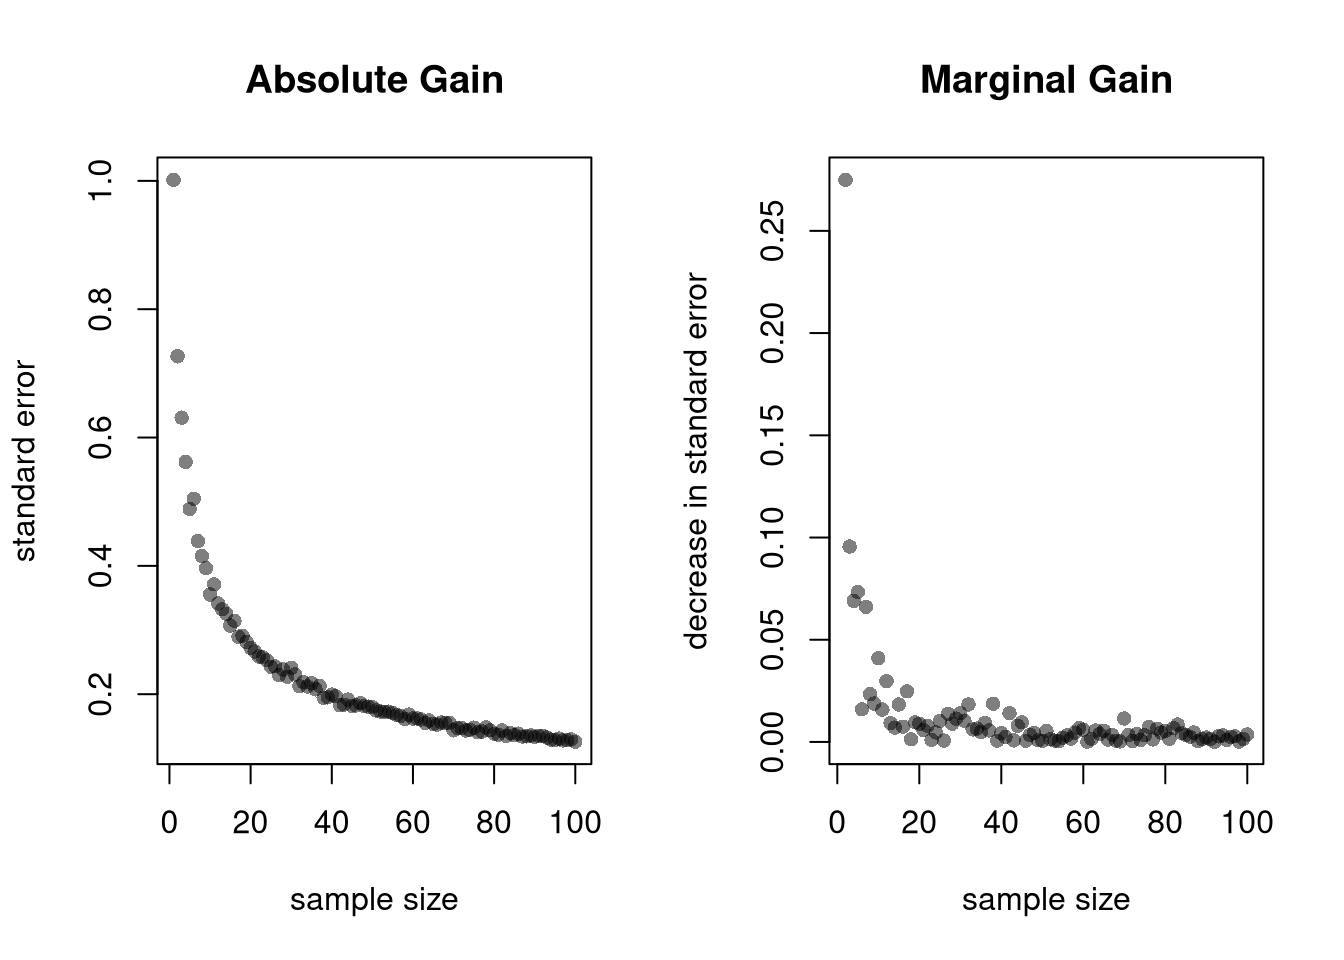 Absolute Gain
standard error
1.0
0.8
0.6
0.4
0.2
0 20 40 60 80 100
sample size
Marginal Gain
decrease in standard error
0.25
0.20
0.15
0.10
0.05
0.00
0 20 40 60 80 100
sample size